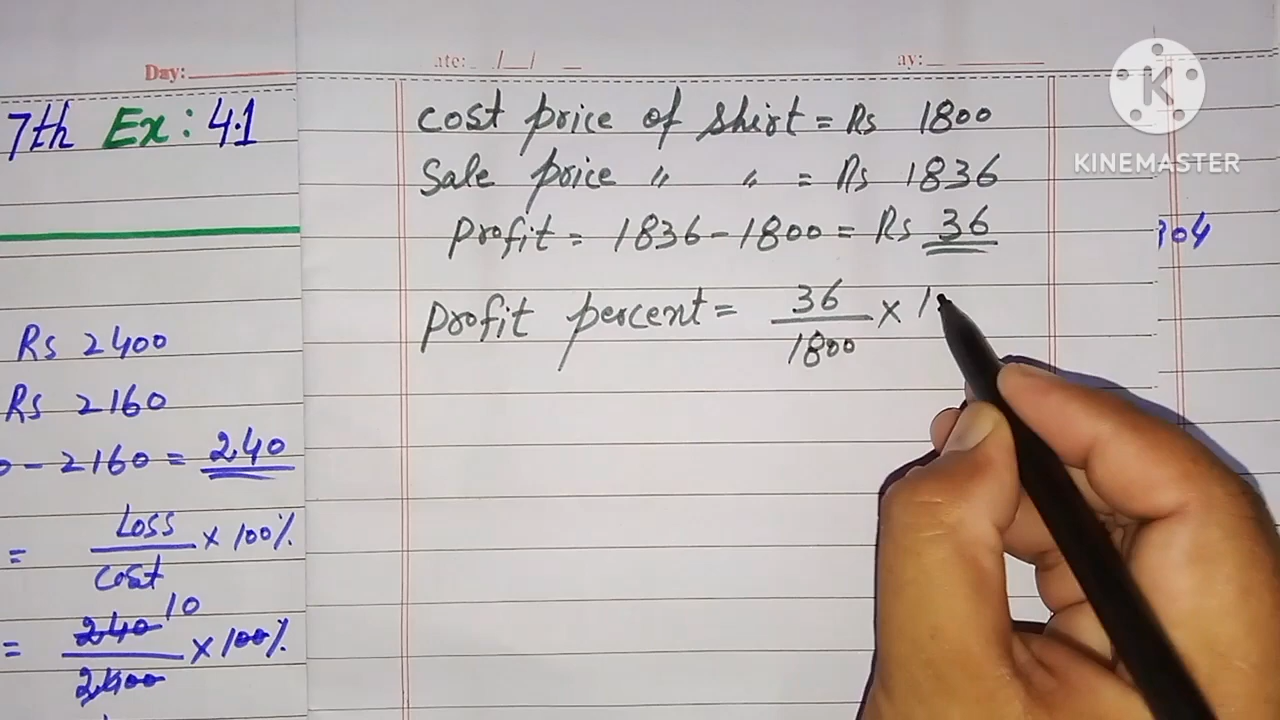 Day:
7th Ex: 4.1
Rs 2400
Rs 2160
- 2160 = 240
= Loss / Cost × 100%
= 240 10 / 2400 × 100%
ate: / /
ay:
Cost price of shirt = Rs 1800
Sale price " " = Rs 1836
Profit = 1836 - 1800 = Rs 36
Profit percent = 36 / 1800 × 1
K
KINEMASTER
04